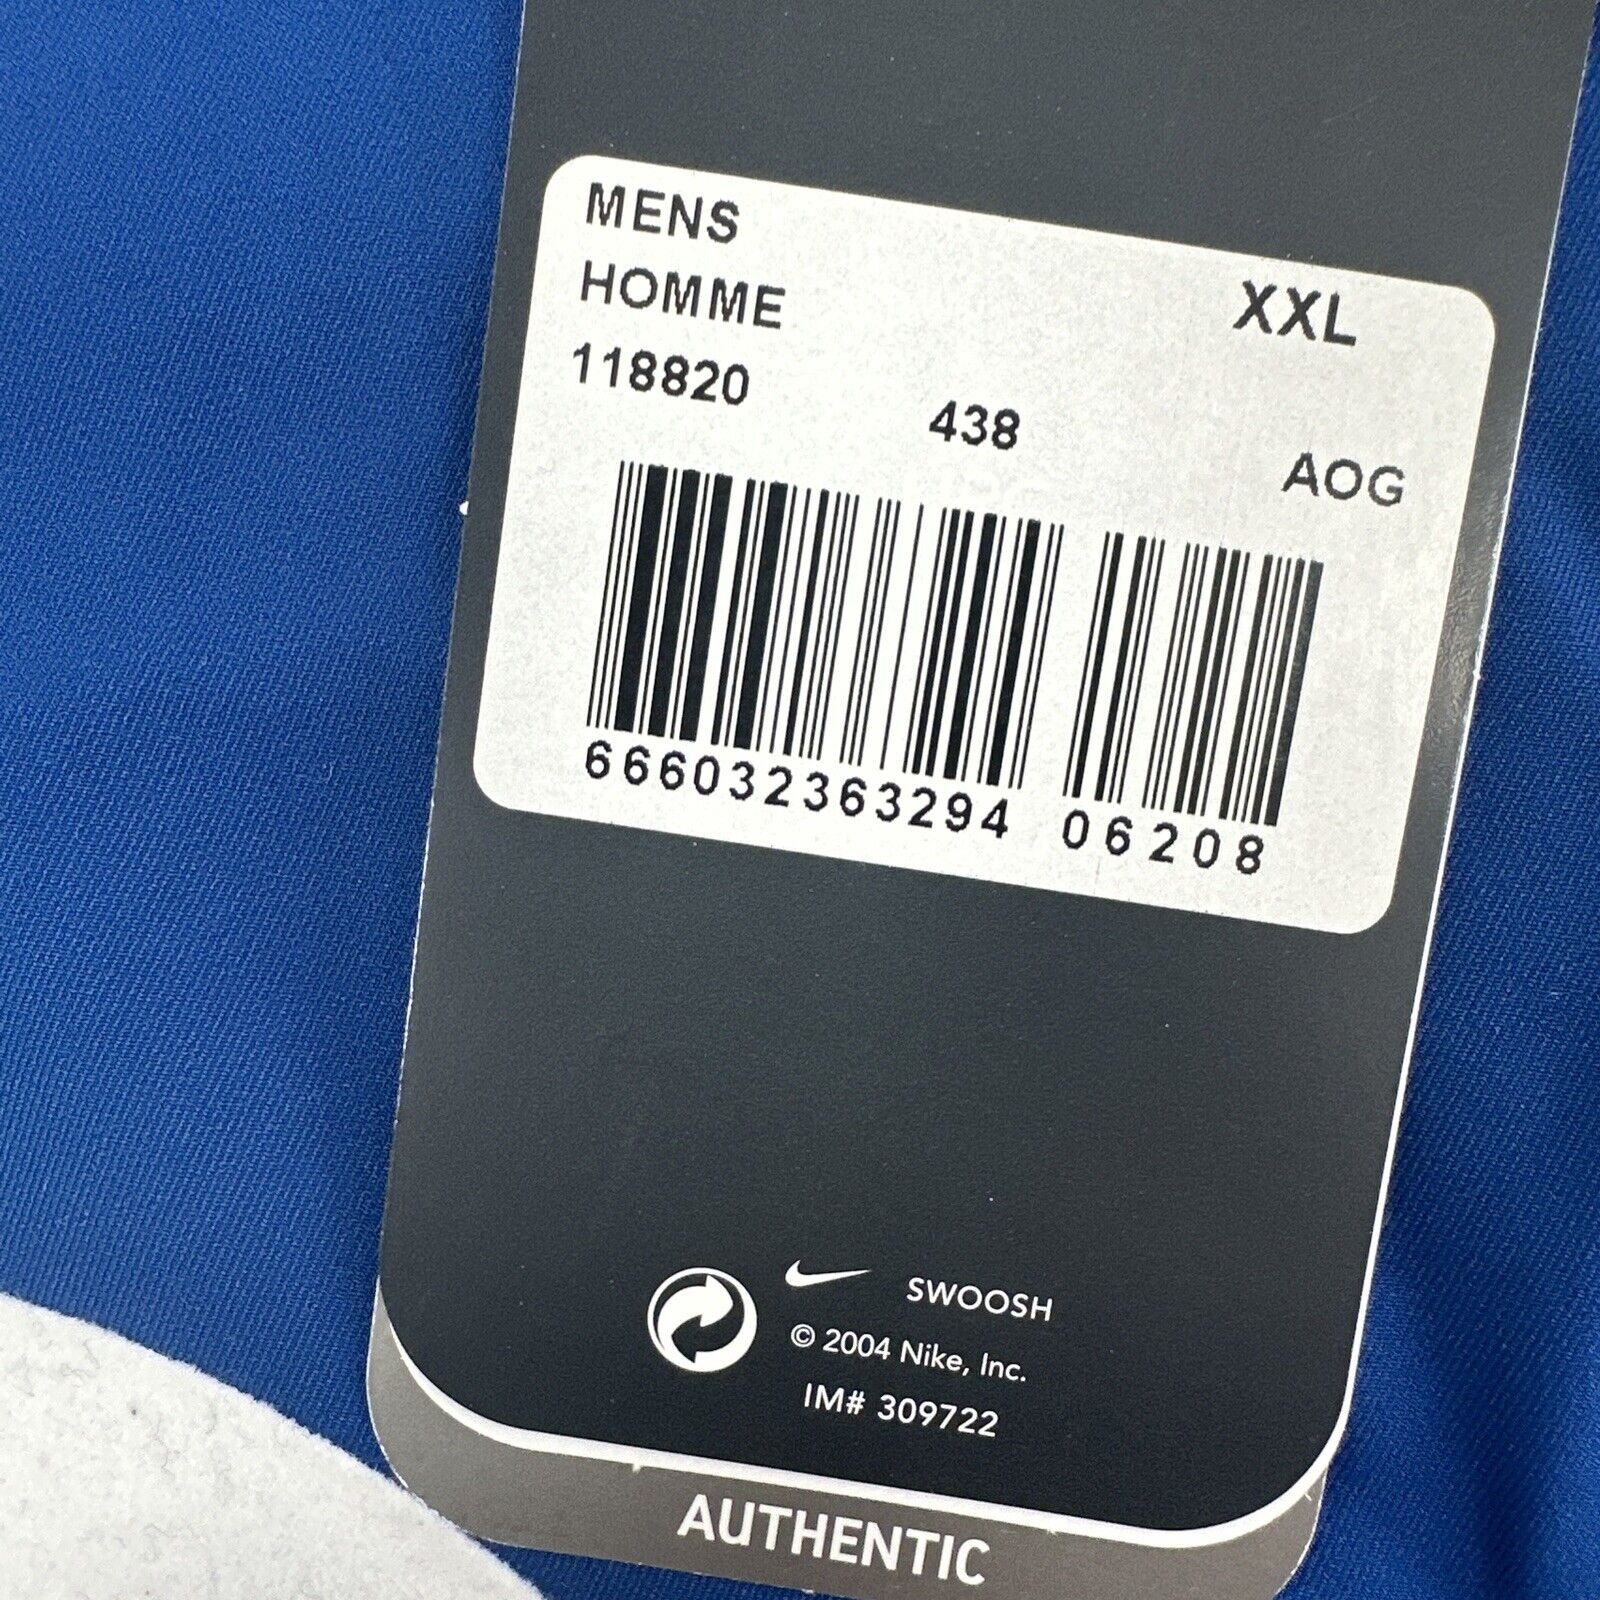 MENS
HOMME
XXL
118820
438
AOG
666032363294 06208
SWOOSH
© 2004 Nike, Inc.
IM# 309722
AUTHENTIC